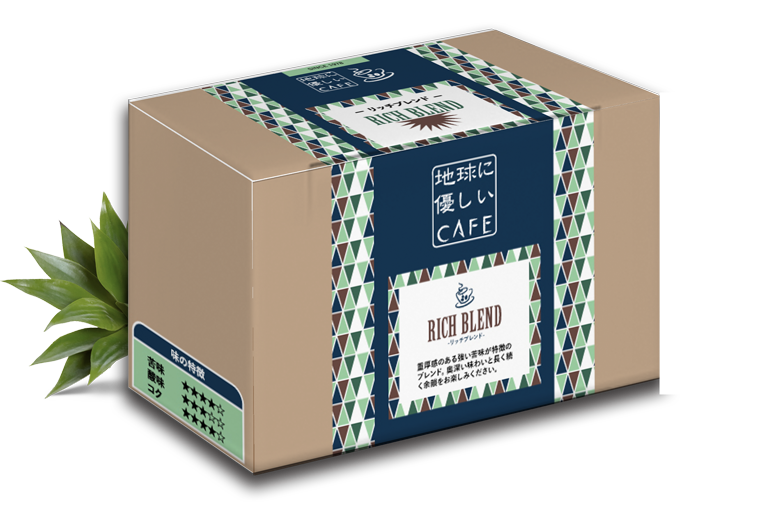 SINCE 1974
地球に
優しい
CAFE
ーリッチブレンドー
RICH BLEND
地球に
優しい
CAFE
RICH BLEND
-リッチブレンド-
重厚感のある強い苦味が特徴の
ブレンド。奥深い味わいと長く続
く余韻をお楽しみください。
味の特徴
苦味 ★★★★☆
酸味 ★★★☆☆
コク ★★★★☆